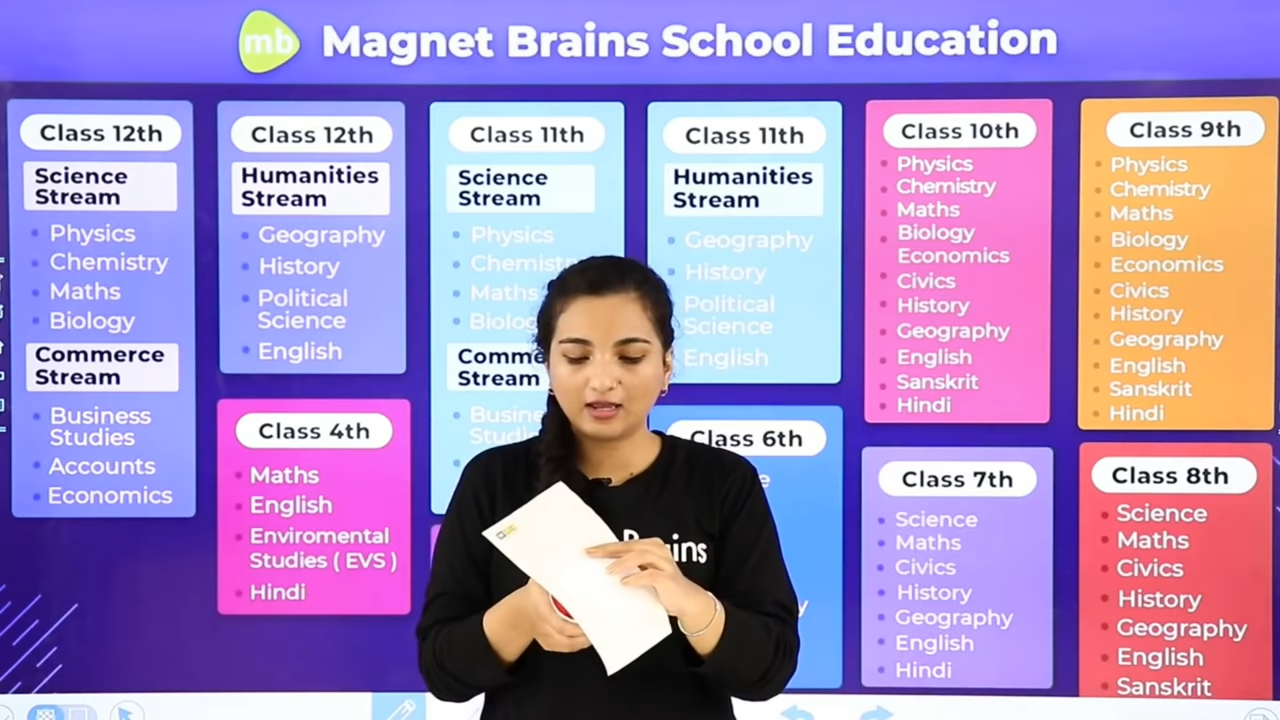 mb Magnet Brains School Education
Class 12th
Science
Stream
Physics
Chemistry
Maths
Biology
Commerce
Stream
Business
Studies
Accounts
Economics
Class 12th
Humanities
Stream
Geography
History
Political
Science
English
Class 4th
Maths
English
Enviromental
Studies ( EVS )
Hindi
Class 11th
Science
Stream
Physics
Stream
Class 11th
Humanities
Stream
Geography
History
Political
Science
English
Class 6th
Class 10th
Physics
Chemistry
Maths
Biology
Economics
Civics
History
Geography
English
Sanskrit
Hindi
Class 7th
Science
Maths
Civics
History
Geography
English
Hindi
Class 9th
Physics
Chemistry
Maths
Biology
Economics
Civics
History
Geography
English
Sanskrit
Hindi
Class 8th
Science
Maths
Civics
History
Geography
English
Sanskrit